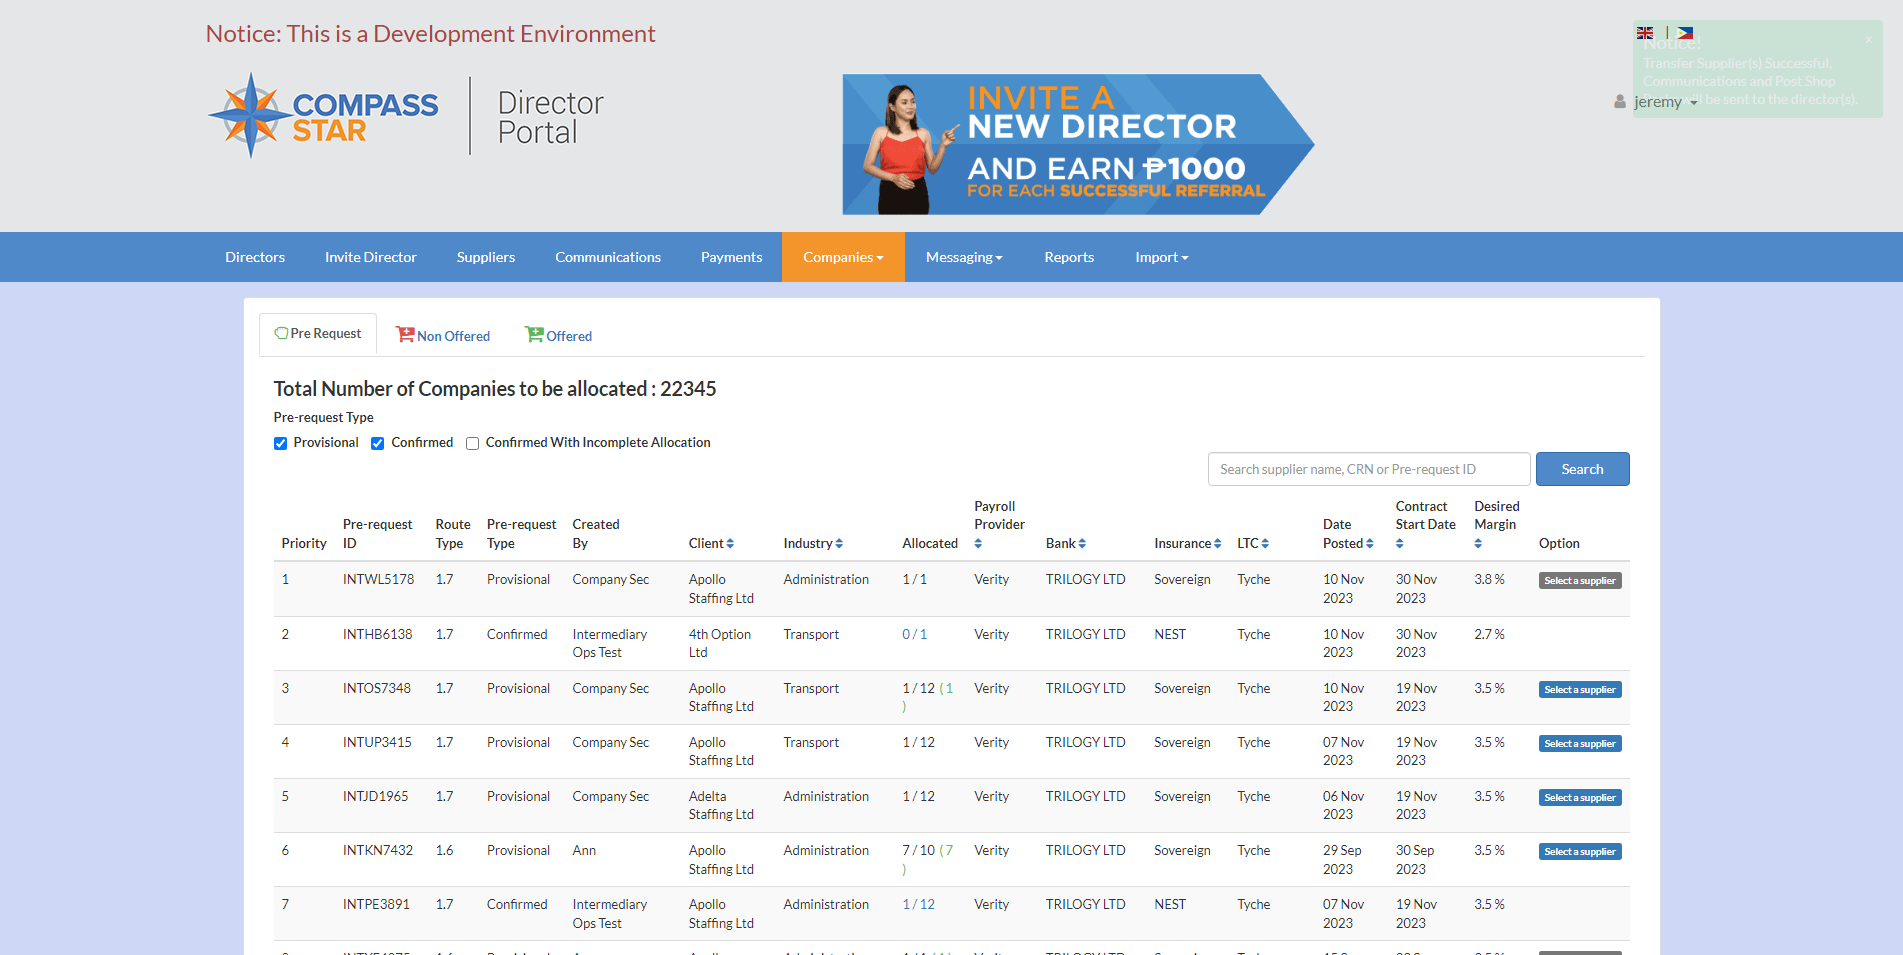 Notice: This is a Development Environment
Notice!
x
Transfer Supplier(s) Successful,
Communications and Post Shop
be sent to the director(s).
jeremy
COMPASS
STAR
Director
Portal
INVITE A
NEW DIRECTOR
AND EARN ₱1000
FOR EACH SUCCESSFUL REFERRAL
Directors Invite Director Suppliers Communications Payments Companies Messaging Reports Import
Pre Request Non Offered Offered
Total Number of Companies to be allocated : 22345
Pre-request Type
Provisional Confirmed Confirmed With Incomplete Allocation
Search supplier name, CRN or Pre-request ID Search
Priority Pre-request ID Route Type Pre-request Type Created By Client Industry Allocated Payroll Provider Bank Insurance LTC Date Posted Contract Start Date Desired Margin Option
1 INTWL5178 1.7 Provisional Company Sec Apollo Staffing Ltd Administration 1 / 1 Verity TRILOGY LTD Sovereign Tyche 10 Nov 2023 30 Nov 2023 3.8 % Select a supplier
2 INTHB6138 1.7 Confirmed Intermediary Ops Test 4th Option Ltd Transport 0 / 1 Verity TRILOGY LTD NEST Tyche 10 Nov 2023 30 Nov 2023 2.7 %
3 INTOS7348 1.7 Provisional Company Sec Apollo Staffing Ltd Transport 1 / 12 ( 1 ) Verity TRILOGY LTD Sovereign Tyche 10 Nov 2023 19 Nov 2023 3.5 % Select a supplier
4 INTUP3415 1.7 Provisional Company Sec Apollo Staffing Ltd Transport 1 / 12 Verity TRILOGY LTD Sovereign Tyche 07 Nov 2023 19 Nov 2023 3.5 % Select a supplier
5 INTJD1965 1.7 Provisional Company Sec Adelta Staffing Ltd Administration 1 / 12 Verity TRILOGY LTD Sovereign Tyche 06 Nov 2023 19 Nov 2023 3.5 % Select a supplier
6 INTKN7432 1.6 Provisional Ann Apollo Staffing Ltd Administration 7 / 10 ( 7 ) Verity TRILOGY LTD Sovereign Tyche 29 Sep 2023 30 Sep 2023 3.5 % Select a supplier
7 INTPE3891 1.7 Confirmed Intermediary Ops Test Apollo Staffing Ltd Administration 1 / 12 Verity TRILOGY LTD NEST Tyche 07 Nov 2023 19 Nov 2023 3.5 %